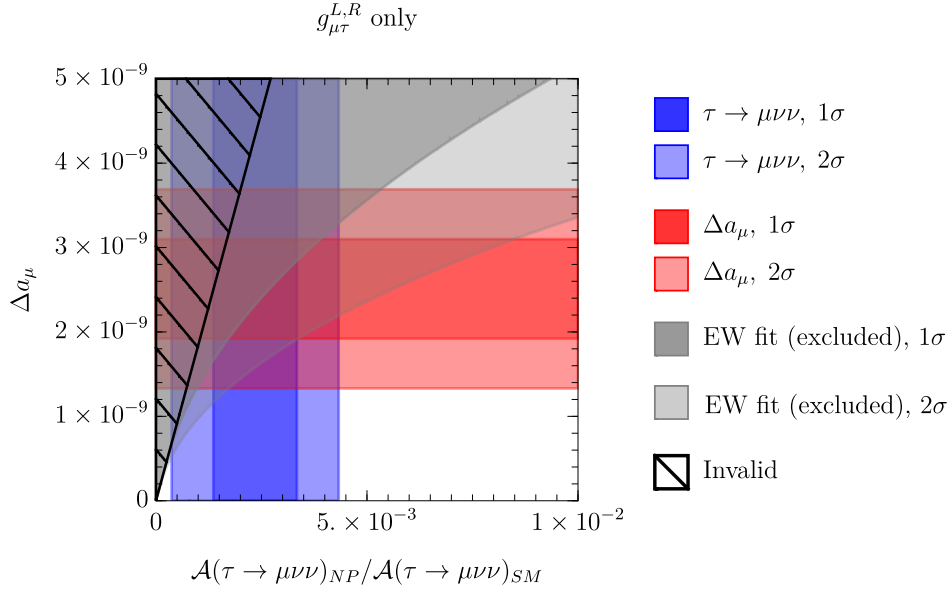 g_{μτ}^{L,R} only
5 × 10⁻⁹
4 × 10⁻⁹
3 × 10⁻⁹
2 × 10⁻⁹
1 × 10⁻⁹
0
Δa_μ
0
5. × 10⁻³
1 × 10⁻²
𝒜(τ → μνν)_{NP}/𝒜(τ → μνν)_{SM}
τ → μνν, 1σ
τ → μνν, 2σ
Δa_μ, 1σ
Δa_μ, 2σ
EW fit (excluded), 1σ
EW fit (excluded), 2σ
Invalid